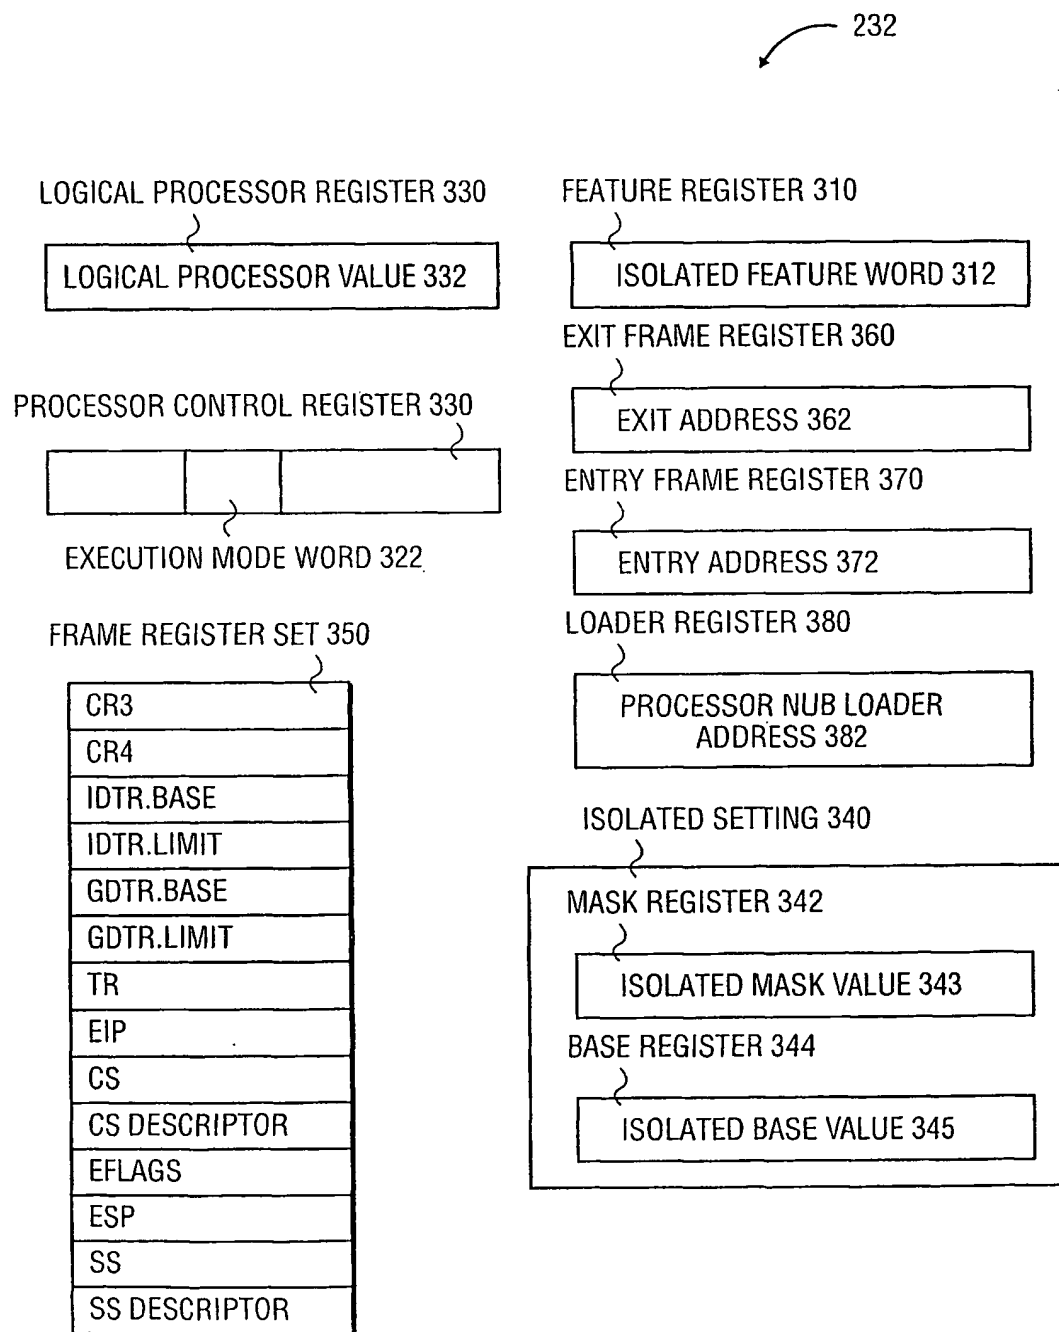 232
LOGICAL PROCESSOR REGISTER 330
LOGICAL PROCESSOR VALUE 332
PROCESSOR CONTROL REGISTER 330
EXECUTION MODE WORD 322
FRAME REGISTER SET 350
CR3
CR4
IDTR.BASE
IDTR.LIMIT
GDTR.BASE
GDTR.LIMIT
TR
EIP
CS
CS DESCRIPTOR
EFLAGS
ESP
SS
SS DESCRIPTOR
FEATURE REGISTER 310
ISOLATED FEATURE WORD 312
EXIT FRAME REGISTER 360
EXIT ADDRESS 362
ENTRY FRAME REGISTER 370
ENTRY ADDRESS 372
LOADER REGISTER 380
PROCESSOR NUB LOADER
ADDRESS 382
ISOLATED SETTING 340
MASK REGISTER 342
ISOLATED MASK VALUE 343
BASE REGISTER 344
ISOLATED BASE VALUE 345